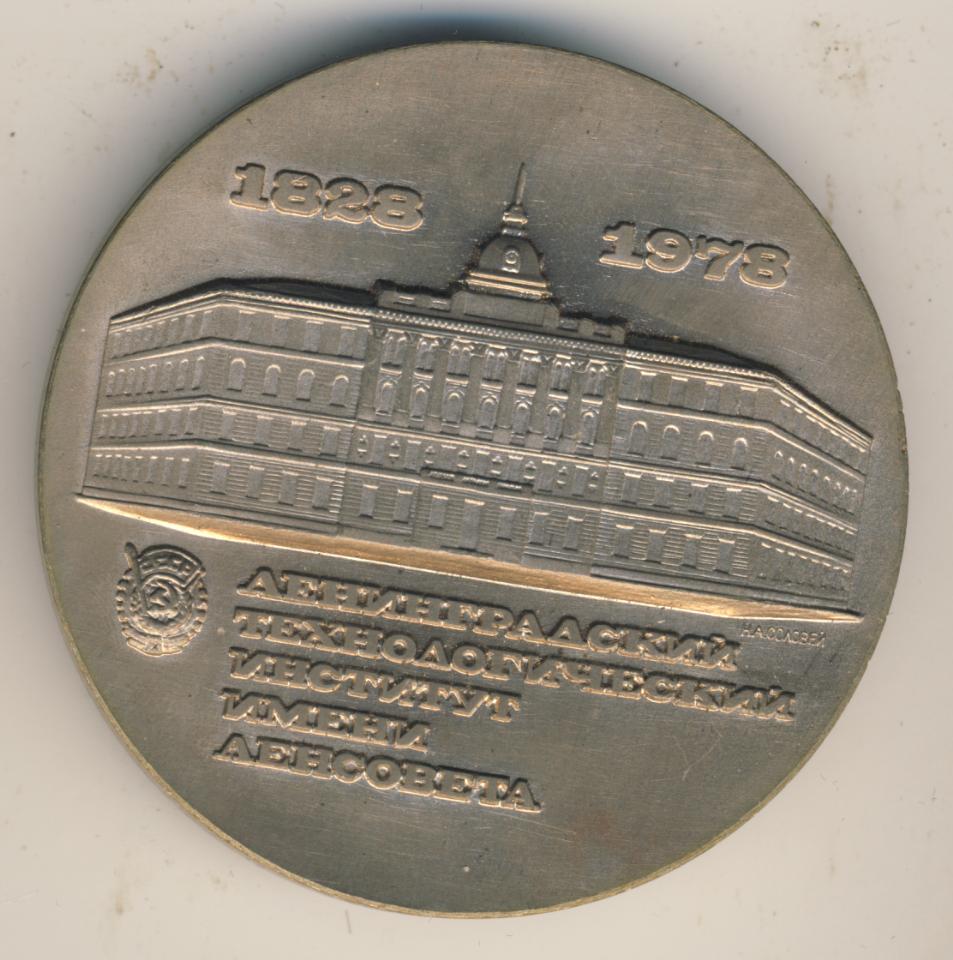 1828
1978
ЛЕНИНГРАДСКИЙ
ТЕХНОЛОГИЧЕСКИЙ
ИНСТИТУТ
ИМЕНИ
ЛЕНСОВЕТА
Н.А.СОЛОВЕЙ